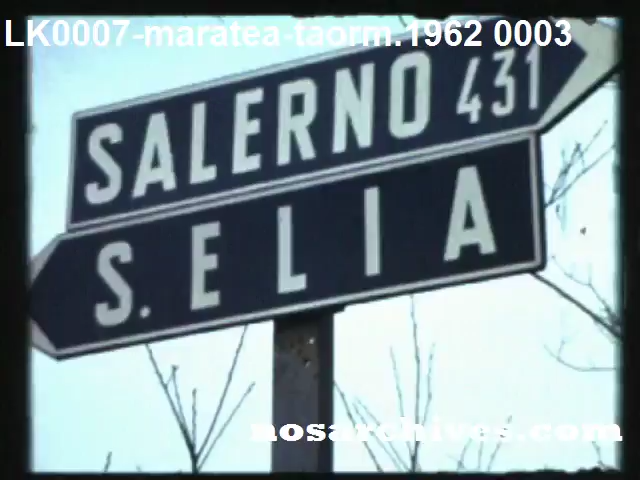 LK0007-maratea-taorm.1962 0003
SALERNO 431
S. ELIA
nosarchives.com